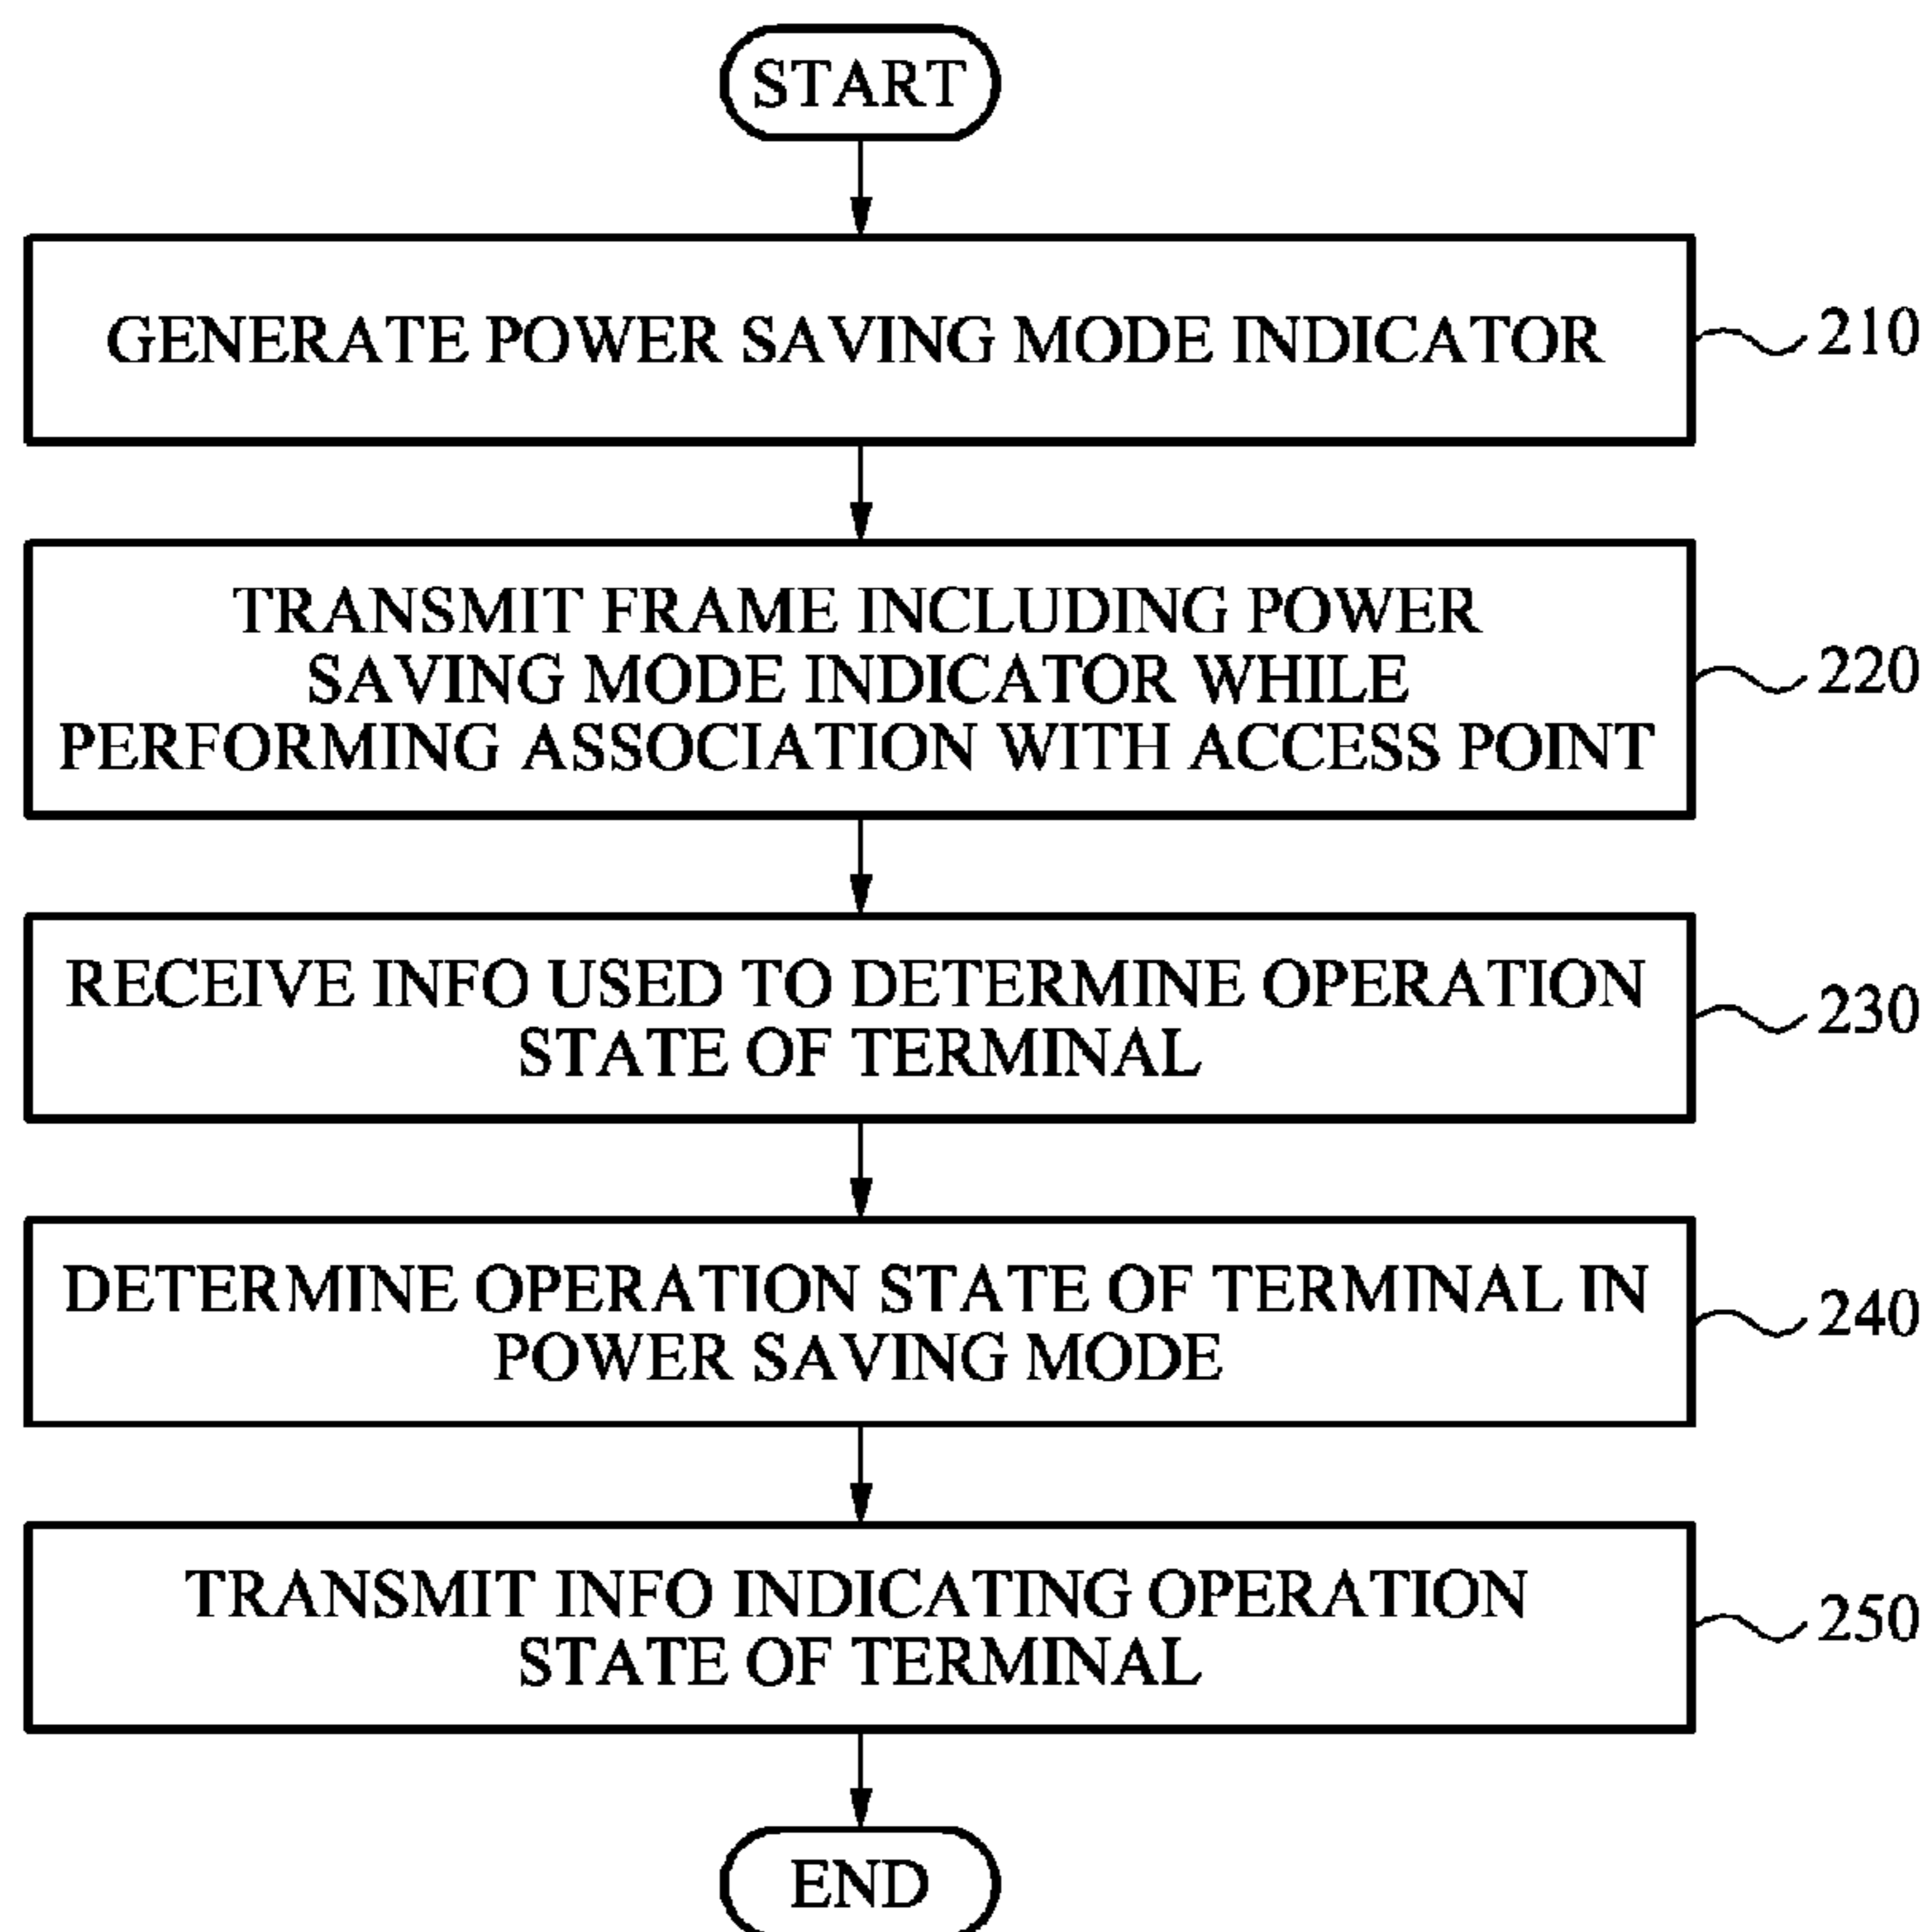 START
GENERATE POWER SAVING MODE INDICATOR
210
TRANSMIT FRAME INCLUDING POWER
SAVING MODE INDICATOR WHILE
PERFORMING ASSOCIATION WITH ACCESS POINT
220
RECEIVE INFO USED TO DETERMINE OPERATION
STATE OF TERMINAL
230
DETERMINE OPERATION STATE OF TERMINAL IN
POWER SAVING MODE
240
TRANSMIT INFO INDICATING OPERATION
STATE OF TERMINAL
250
END